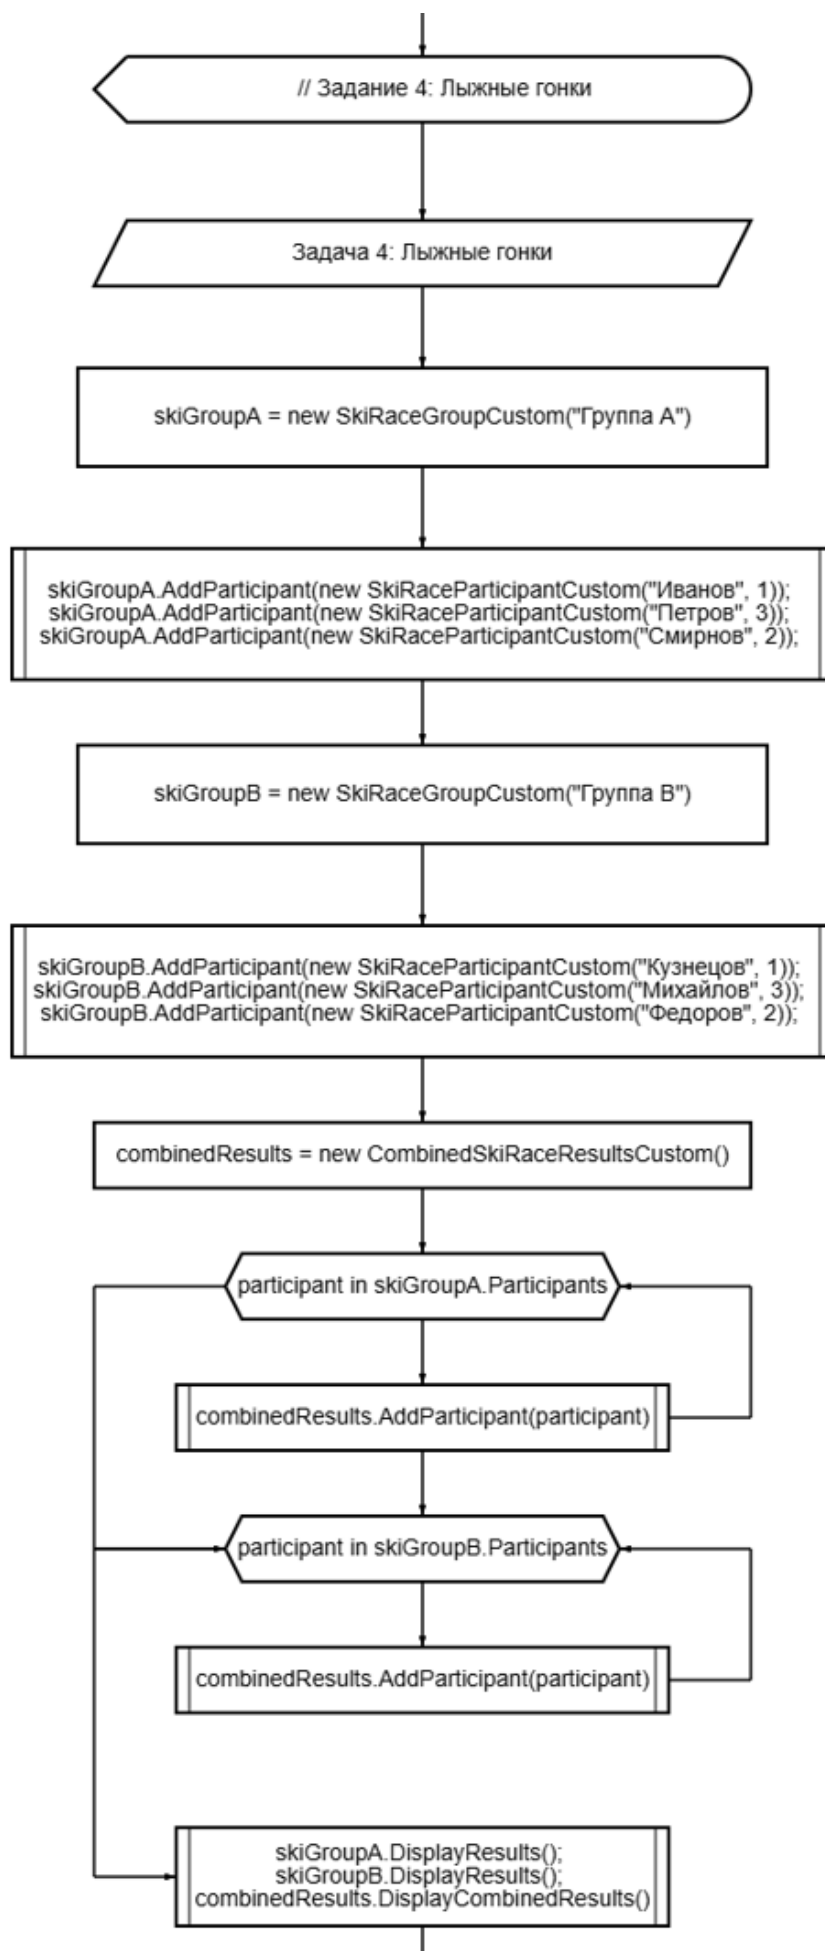 // Задание 4: Лыжные гонки
Задача 4: Лыжные гонки
skiGroupA = new SkiRaceGroupCustom("Группа А")
skiGroupA.AddParticipant(new SkiRaceParticipantCustom("Иванов", 1));
skiGroupA.AddParticipant(new SkiRaceParticipantCustom("Петров", 3));
skiGroupA.AddParticipant(new SkiRaceParticipantCustom("Смирнов", 2));
skiGroupB = new SkiRaceGroupCustom("Группа В")
skiGroupB.AddParticipant(new SkiRaceParticipantCustom("Кузнецов", 1));
skiGroupB.AddParticipant(new SkiRaceParticipantCustom("Михайлов", 3));
skiGroupB.AddParticipant(new SkiRaceParticipantCustom("Федоров", 2));
combinedResults = new CombinedSkiRaceResultsCustom()
participant in skiGroupA.Participants
combinedResults.AddParticipant(participant)
participant in skiGroupB.Participants
combinedResults.AddParticipant(participant)
skiGroupA.DisplayResults();
skiGroupB.DisplayResults();
combinedResults.DisplayCombinedResults()